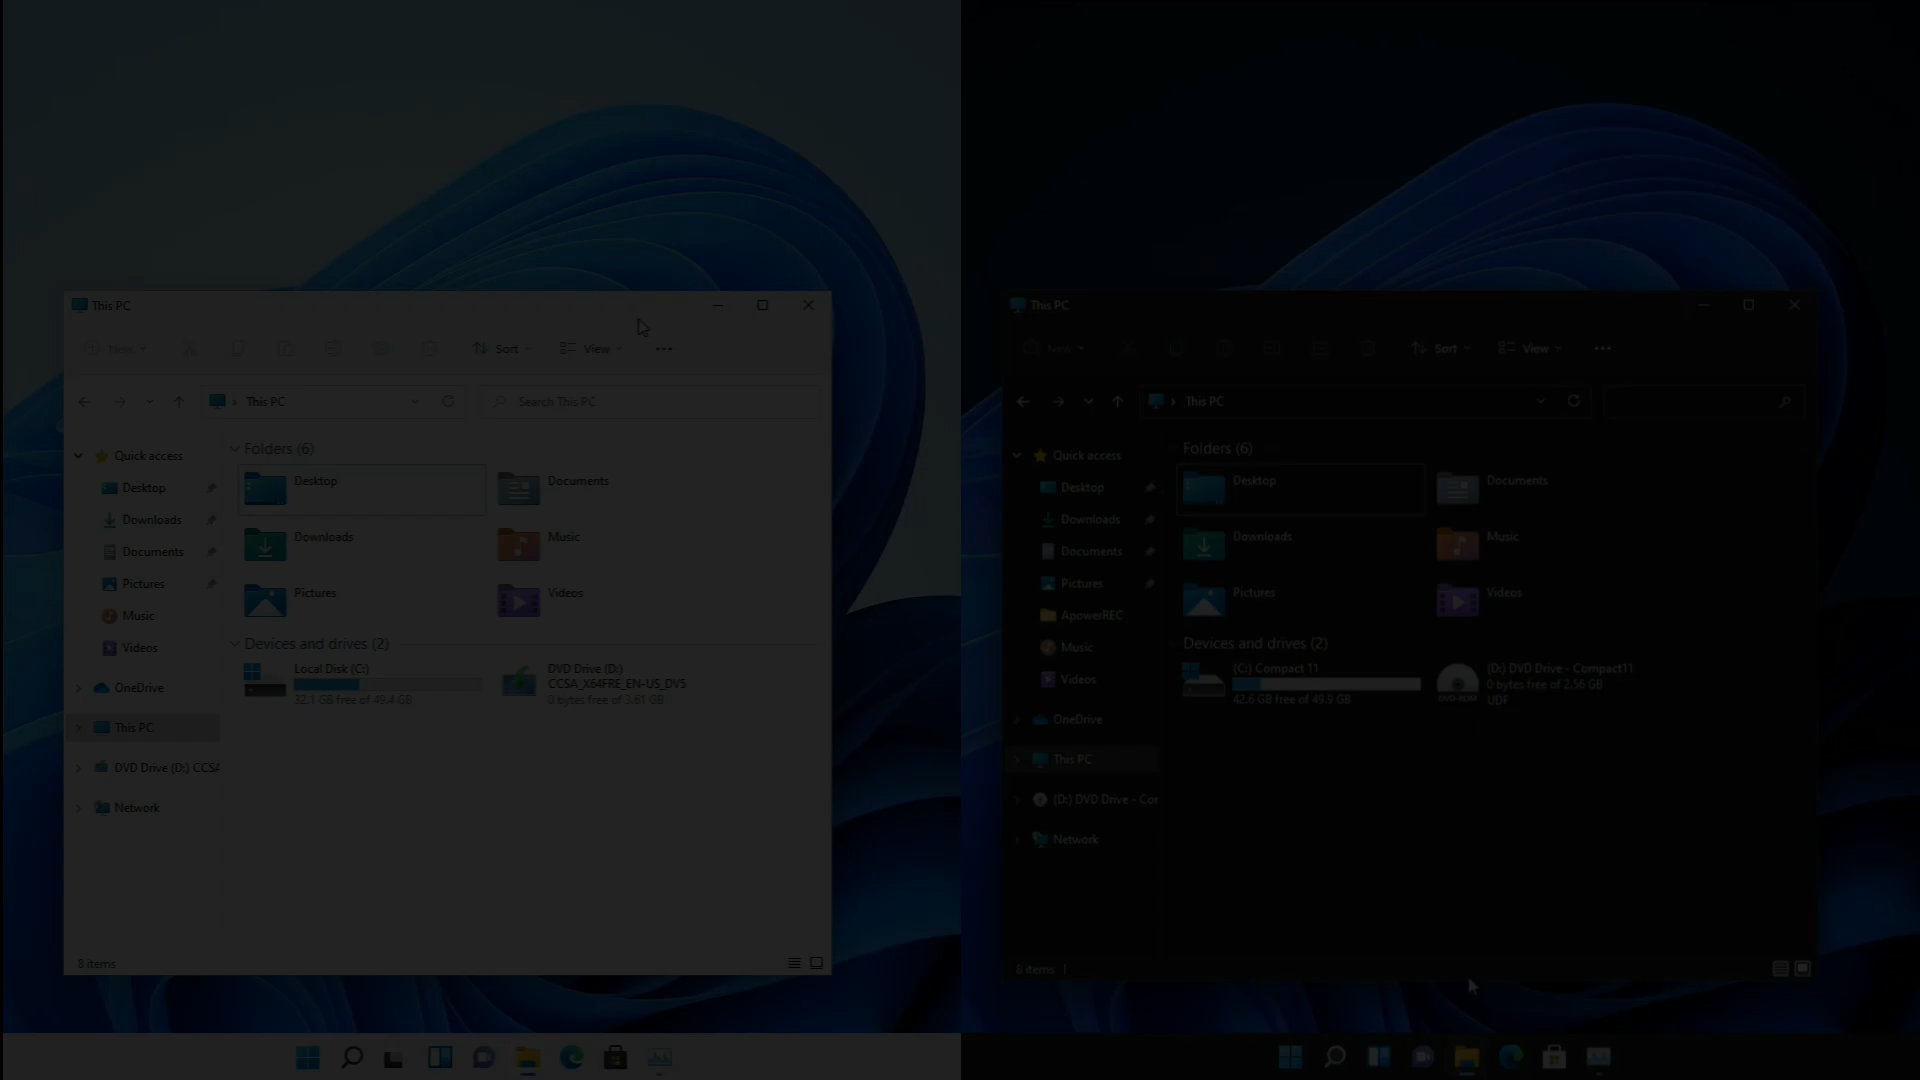 This PC
New
Sort
View
This PC
Search This PC
Quick access
Desktop
Downloads
Documents
Pictures
Music
Videos
OneDrive
This PC
DVD Drive (D:) CCSA
Network
Folders (6)
Desktop
Documents
Downloads
Music
Pictures
Videos
Devices and drives (2)
Local Disk (C:)
32.1 GB free of 49.4 GB
DVD Drive (D:)
CCSA_X64FRE_EN-US_DV5
0 bytes free of 3.61 GB
8 items
This PC
New
Sort
View
This PC
Quick access
Desktop
Downloads
Documents
Pictures
ApowerREC
Music
Videos
OneDrive
This PC
(D:) DVD Drive - Cor
Network
Folders (6)
Desktop
Documents
Downloads
Music
Pictures
Videos
Devices and drives (2)
(C:) Compact 11
42.6 GB free of 49.9 GB
DVD-ROM
(D:) DVD Drive - Compact11
0 bytes free of 2.56 GB
UDF
8 items